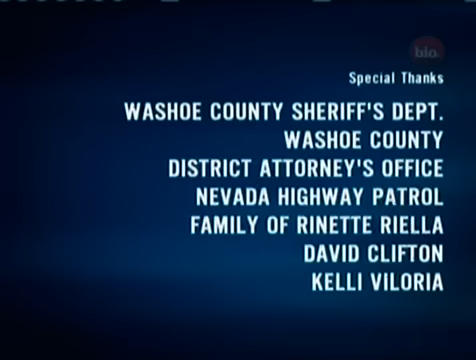 bio.
Special Thanks
WASHOE COUNTY SHERIFF'S DEPT.
WASHOE COUNTY
DISTRICT ATTORNEY'S OFFICE
NEVADA HIGHWAY PATROL
FAMILY OF RINETTE RIELLA
DAVID CLIFTON
KELLI VILORIA